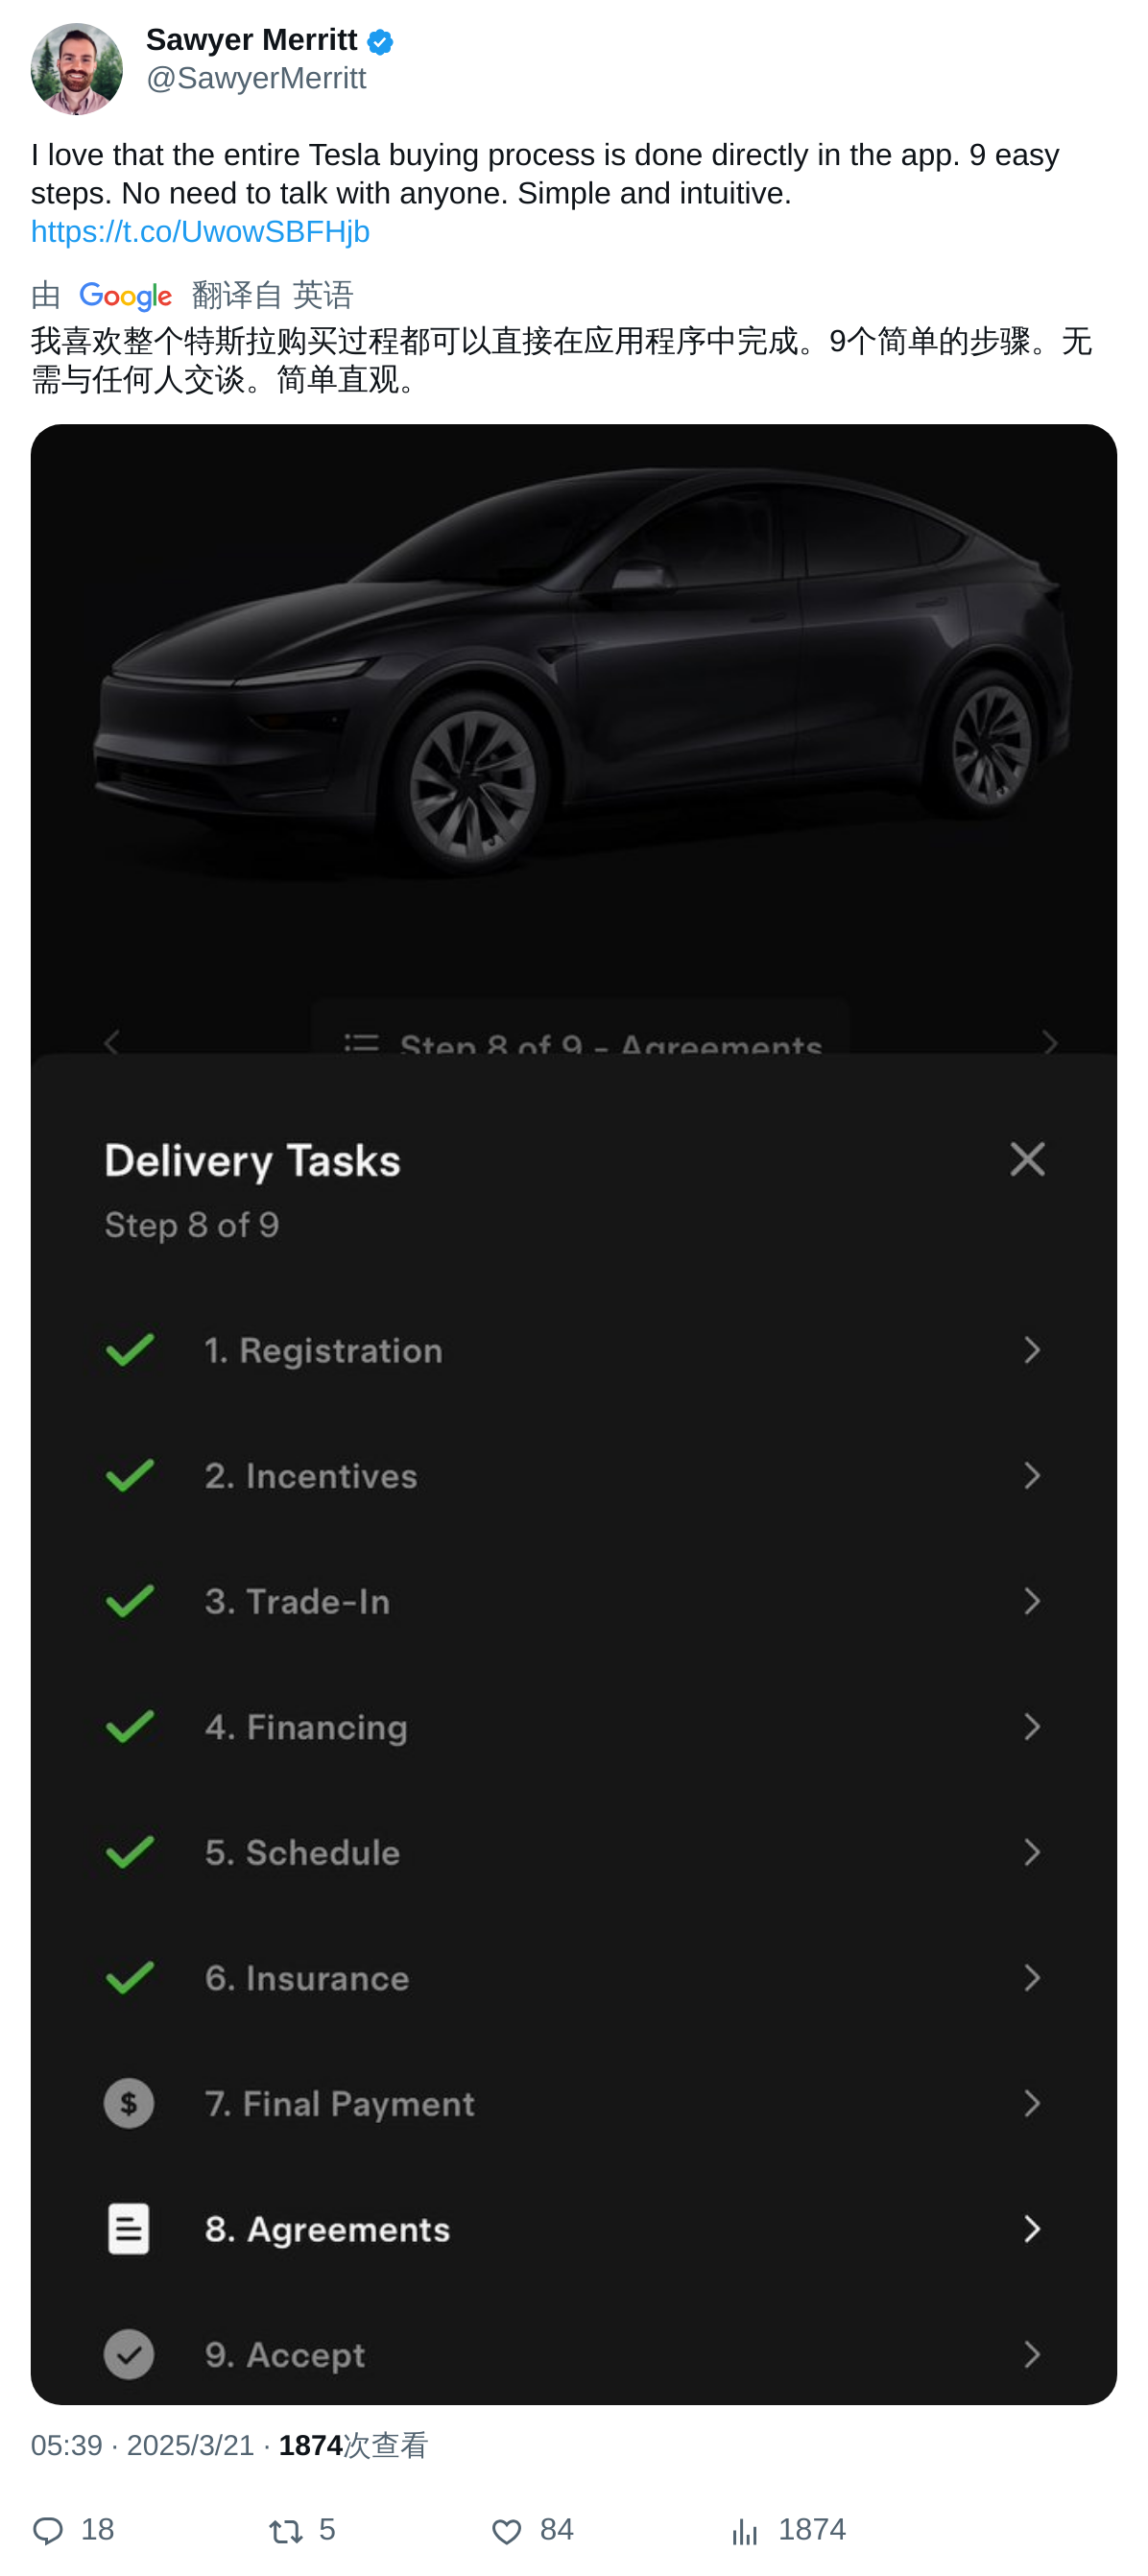 Sawyer Merritt
@SawyerMerritt
I love that the entire Tesla buying process is done directly in the app. 9 easy
steps. No need to talk with anyone. Simple and intuitive.
https://t.co/UwowSBFHjb
由 Google 翻译自 英语
我喜欢整个特斯拉购买过程都可以直接在应用程序中完成。9个简单的步骤。无
需与任何人交谈。简单直观。
Step 8 of 9 - Agreements
Delivery Tasks
Step 8 of 9
1. Registration
2. Incentives
3. Trade-In
4. Financing
5. Schedule
6. Insurance
$ 7. Final Payment
8. Agreements
9. Accept
05:39 · 2025/3/21 · 1874次查看
18 5 84 1874